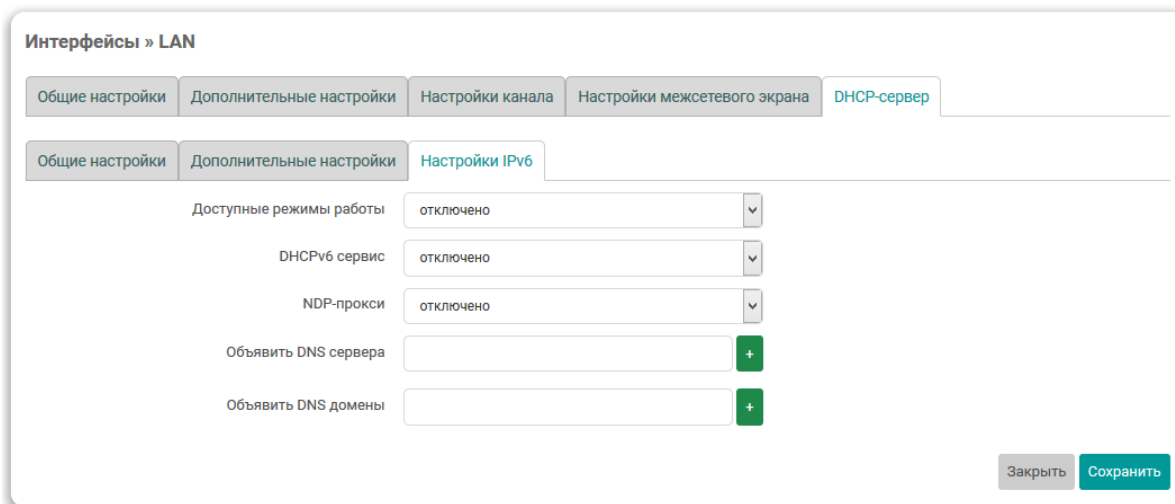 Интерфейсы » LAN
Общие настройки Дополнительные настройки Настройки канала Настройки межсетевого экрана DHCP-сервер
Общие настройки Дополнительные настройки Настройки IPv6
Доступные режимы работы отключено
DHCPv6 сервис отключено
NDP-прокси отключено
Объявить DNS сервера +
Объявить DNS домены +
Закрыть Сохранить